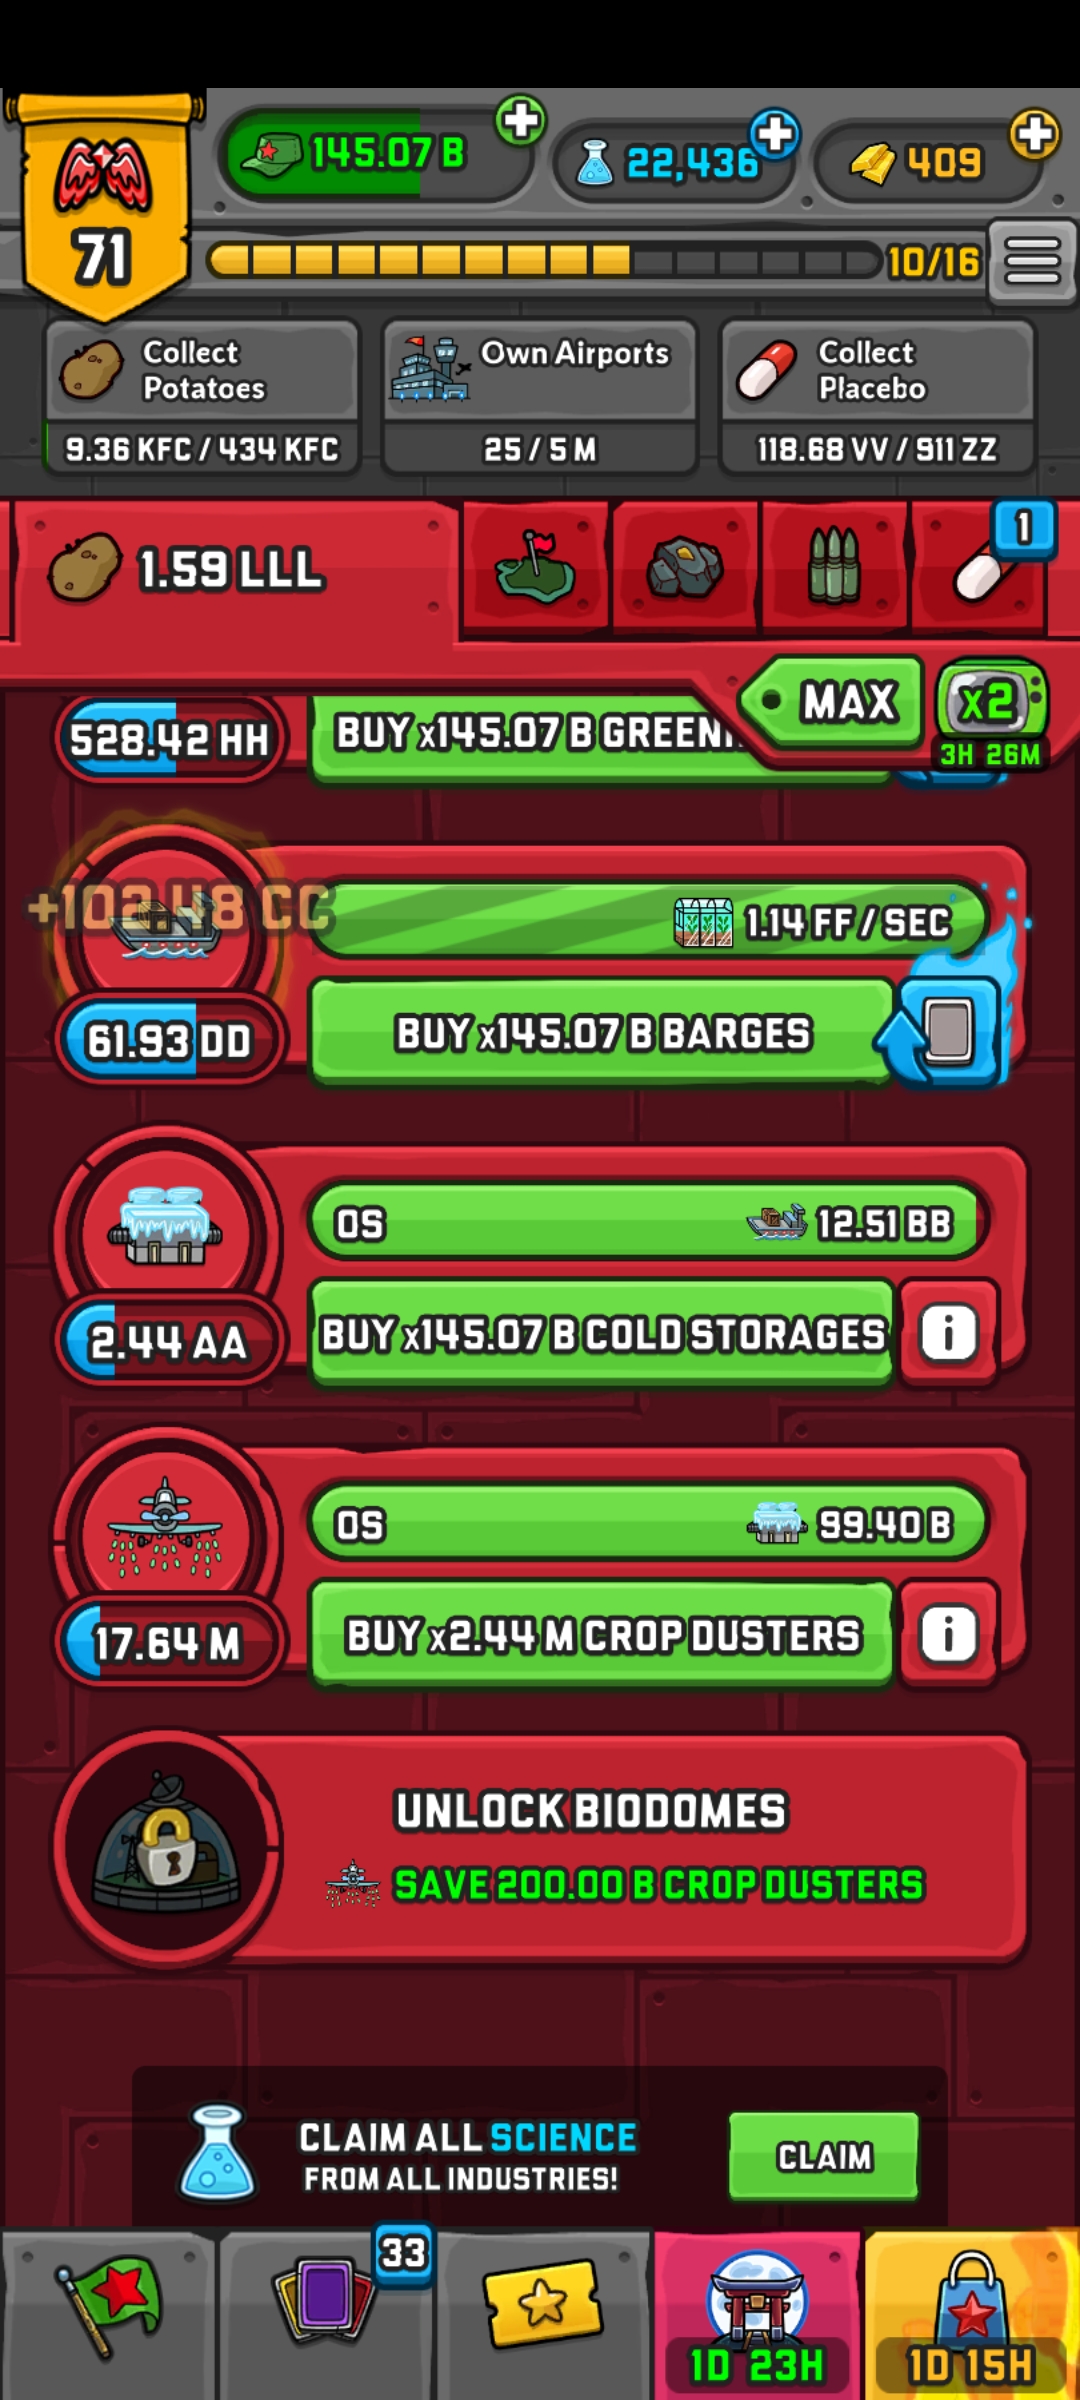 145.07 B
22,436
409
71
10/16
Collect
Potatoes
9.36 KFC / 434 KFC
Own Airports
25 / 5 M
Collect
Placebo
118.68 VV / 911 ZZ
1.59 LLL
1
MAX
x2
3H 26M
528.42 HH
BUY x145.07 B GREEN
+102.48 CC
1.14 FF / SEC
61.93 DD
BUY x145.07 B BARGES
0S
12.51 BB
2.44 AA
BUY x145.07 B COLD STORAGES
i
0S
99.40 B
17.64 M
BUY x2.44 M CROP DUSTERS
i
UNLOCK BIODOMES
SAVE 200.00 B CROP DUSTERS
CLAIM ALL SCIENCE
FROM ALL INDUSTRIES!
CLAIM
33
1D 23H
1D 15H